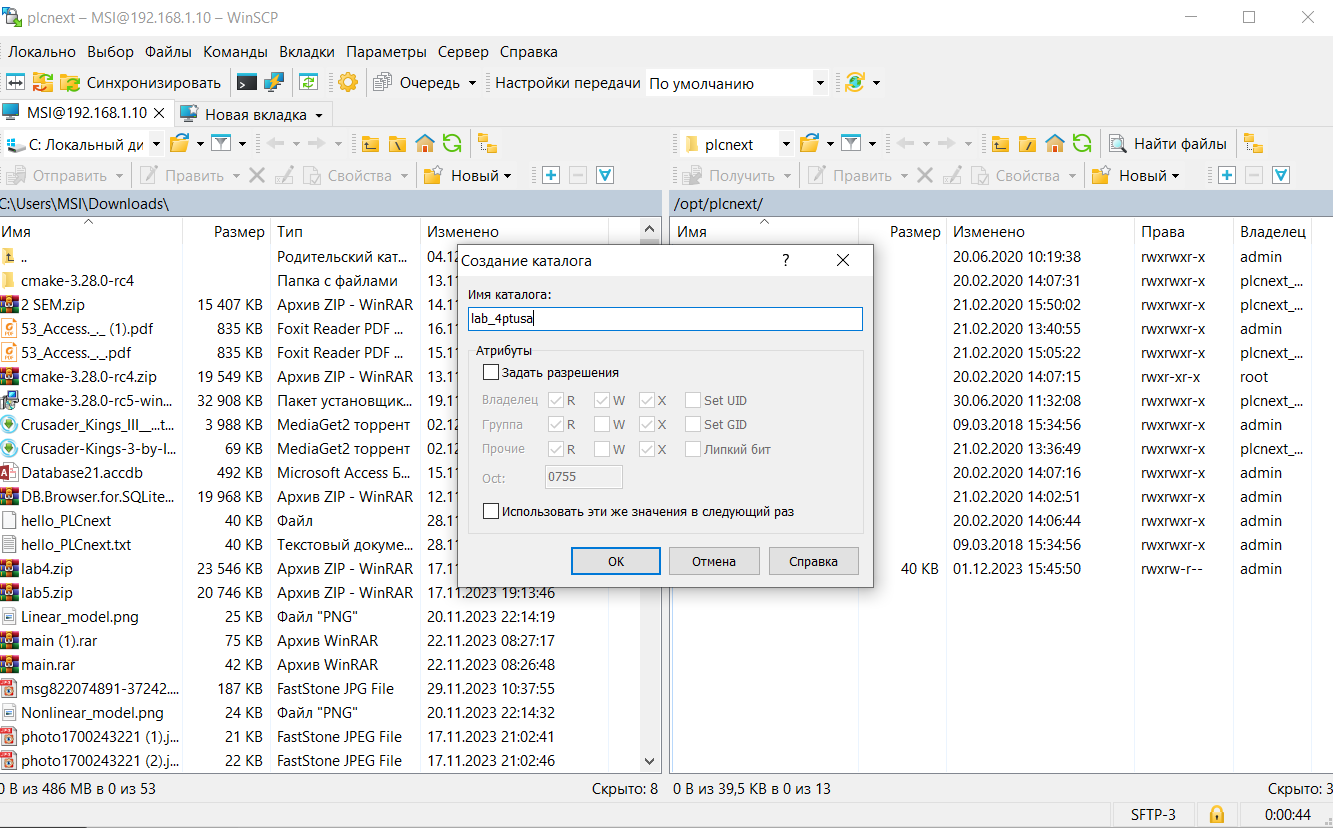 plcnext – MSI@192.168.1.10 – WinSCP
Локально Выбор Файлы Команды Вкладки Параметры Сервер Справка
Синхронизировать Очередь Настройки передачи По умолчанию
MSI@192.168.1.10 Новая вкладка
C: Локальный ди plcnext Найти файлы
Отправить Править Свойства Новый Получить Править Свойства Новый
C:\Users\MSI\Downloads\ /opt/plcnext/
Имя Размер Тип Изменено Имя Размер Изменено Права Владелец
.. Родительский кат... 04.12 20.06.2020 10:19:38 rwxrwxr-x admin
cmake-3.28.0-rc4 Папка с файлами 13.11 20.02.2020 14:07:31 rwxrwxr-x plcnext_...
2 SEM.zip 15 407 KB Архив ZIP - WinRAR 14.11 21.02.2020 15:50:02 rwxrwxr-x plcnext_...
53_Access._._ (1).pdf 835 KB Foxit Reader PDF ... 16.11 21.02.2020 13:40:55 rwxrwxr-x admin
53_Access._._.pdf 835 KB Foxit Reader PDF ... 15.11 21.02.2020 15:05:22 rwxrwxr-x plcnext_...
cmake-3.28.0-rc4.zip 19 549 KB Архив ZIP - WinRAR 13.11 20.02.2020 14:07:15 rwxr-xr-x root
cmake-3.28.0-rc5-win... 32 908 KB Пакет установщик... 19.11 30.06.2020 11:32:08 rwxrwxr-x plcnext_...
Crusader_Kings_III__...t... 3 988 KB MediaGet2 торрент 02.12 09.03.2018 15:34:56 rwxrwxr-x admin
Crusader-Kings-3-by-I... 69 KB MediaGet2 торрент 02.12 21.02.2020 13:36:49 rwxrwxr-x plcnext_...
Database21.accdb 492 KB Microsoft Access Б... 15.11 20.02.2020 14:07:16 rwxrwxr-x admin
DB.Browser.for.SQLite... 19 968 KB Архив ZIP - WinRAR 12.11 21.02.2020 14:02:51 rwxrwxr-x admin
hello_PLCnext 40 KB Файл 28.11 20.02.2020 14:06:44 rwxrwxr-x admin
hello_PLCnext.txt 40 KB Текстовый докуме... 28.11 09.03.2018 15:34:56 rwxrwxr-x admin
lab4.zip 23 546 KB Архив ZIP - WinRAR 17.11 40 KB 01.12.2023 15:45:50 rwxrw-r-- admin
lab5.zip 20 746 KB Архив ZIP - WinRAR 17.11.2023 19:13:46
Linear_model.png 25 KB Файл "PNG" 20.11.2023 22:14:19
main (1).rar 75 KB Архив WinRAR 22.11.2023 08:27:17
main.rar 42 KB Архив WinRAR 22.11.2023 08:26:48
msg822074891-37242.... 187 KB FastStone JPG File 29.11.2023 10:37:55
Nonlinear_model.png 24 KB Файл "PNG" 20.11.2023 22:14:32
photo1700243221 (1).j... 21 KB FastStone JPEG File 17.11.2023 21:02:41
photo1700243221 (2).j... 22 KB FastStone JPEG File 17.11.2023 21:02:46
Создание каталога ?
Имя каталога:
lab_4ptusa
Атрибуты
Задать разрешения
Владелец R W X Set UID
Группа R W X Set GID
Прочие R W X Липкий бит
Oct: 0755
Использовать эти же значения в следующий раз
OK Отмена Справка
0 B из 486 MB в 0 из 53 Скрыто: 8 0 B из 39,5 KB в 0 из 13 Скрыто: 3
SFTP-3 0:00:44